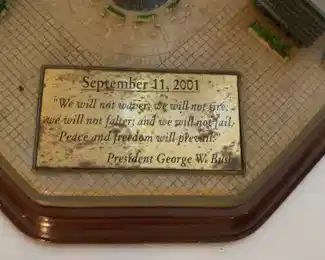 September 11, 2001
"We will not waver; we will not tire;
we will not falter; and we will not fail.
Peace and freedom will prevail."
President George W. Bush